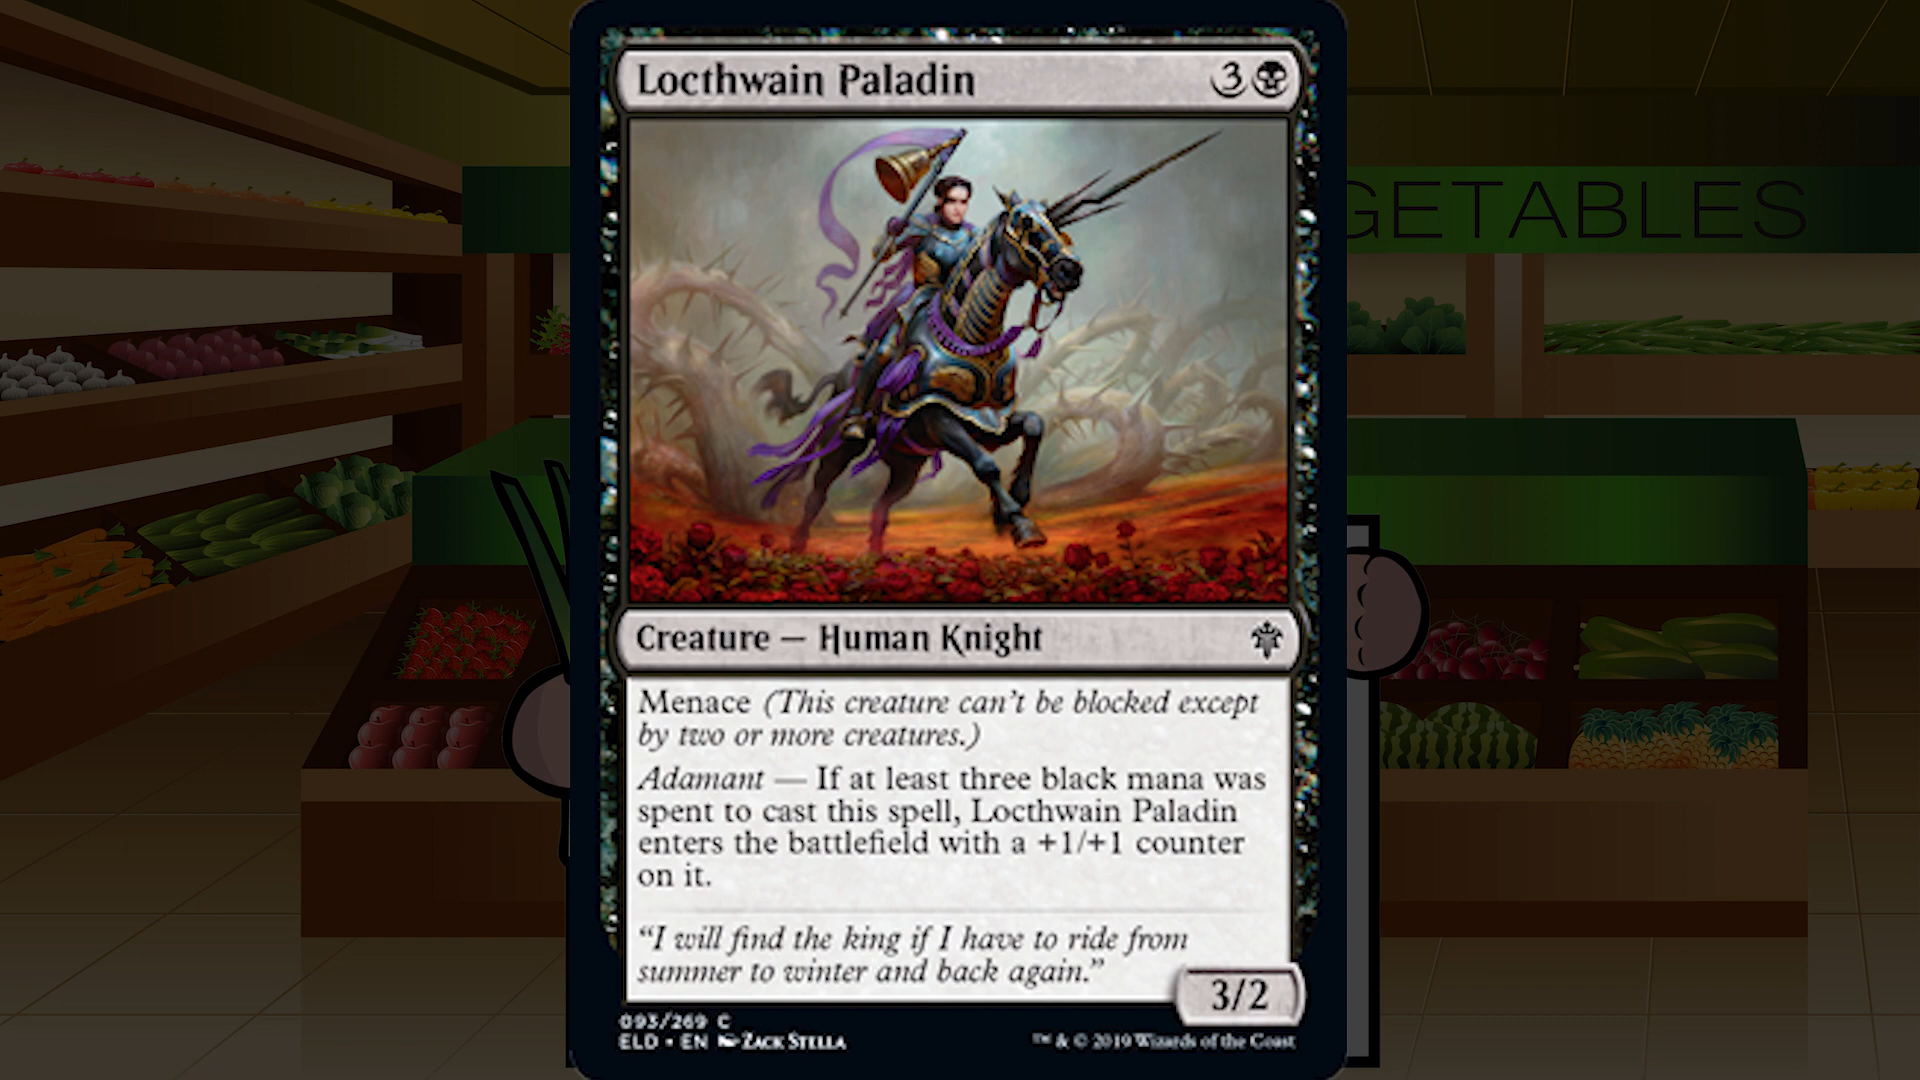 Locthwain Paladin 3
GETABLES
Creature — Human Knight
Menace (This creature can't be blocked except
by two or more creatures.)
Adamant — If at least three black mana was
spent to cast this spell, Locthwain Paladin
enters the battlefield with a +1/+1 counter
on it.
“I will find the king if I have to ride from
summer to winter and back again.”
3/2
093/269 C
ELD • EN Zack Stella
™ & © 2019 Wizards of the Coast